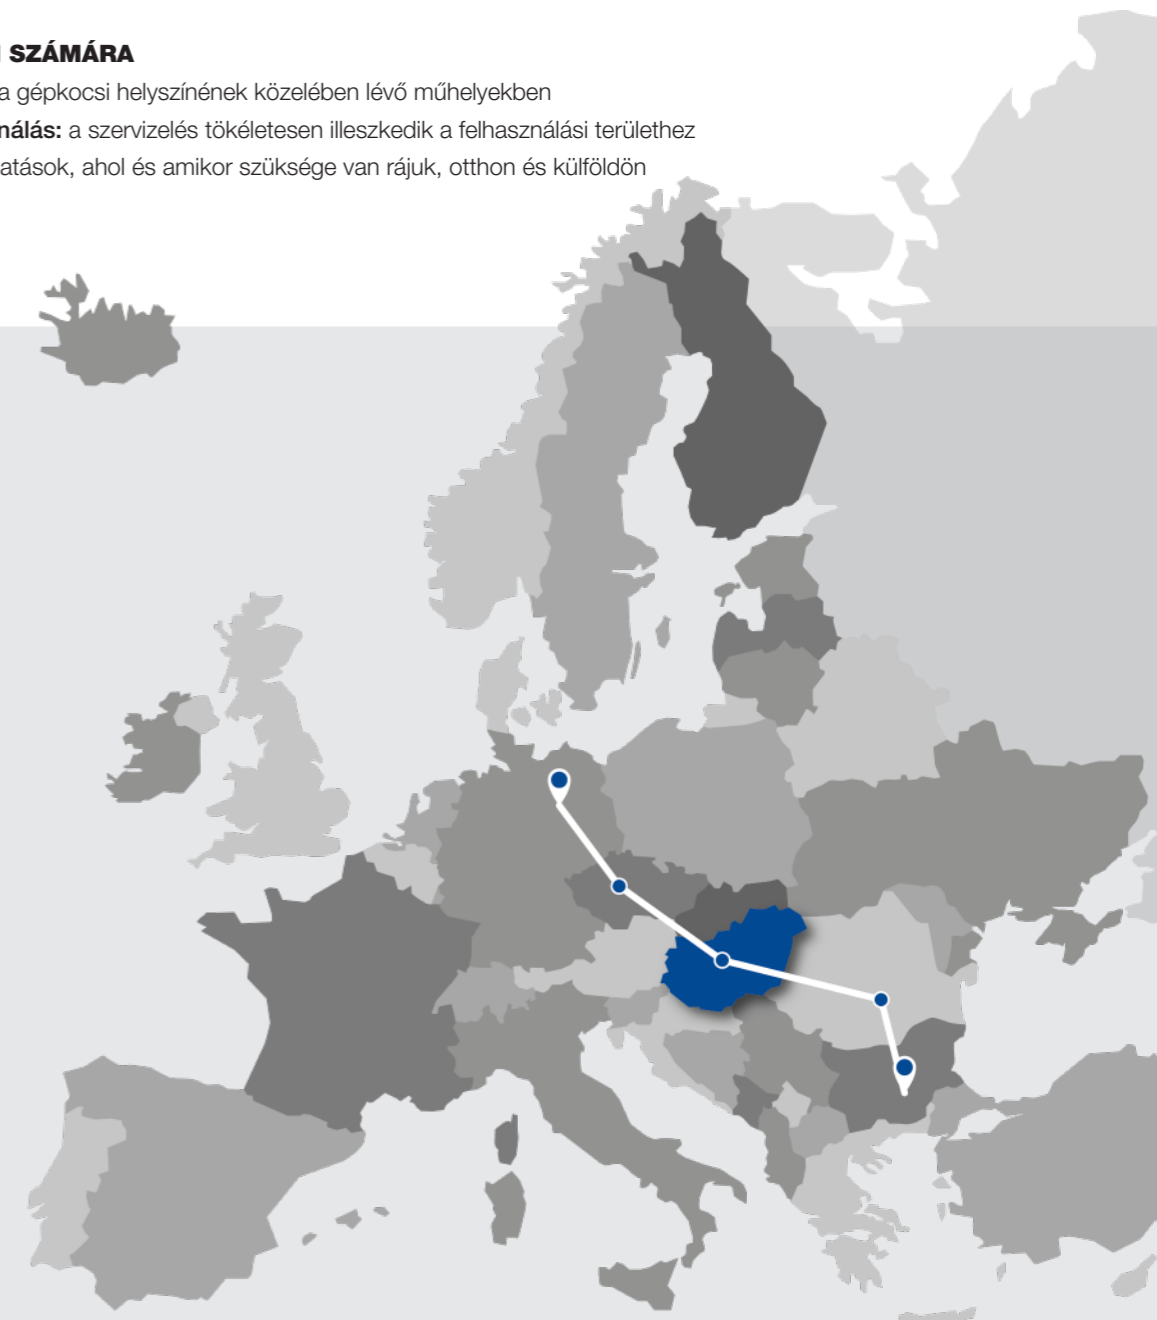 SZÁMÁRA
a gépkocsi helyszínének közelében lévő műhelyekben
nálás: a szervizelés tökéletesen illeszkedik a felhasználási területhez
atások, ahol és amikor szüksége van rájuk, otthon és külföldön